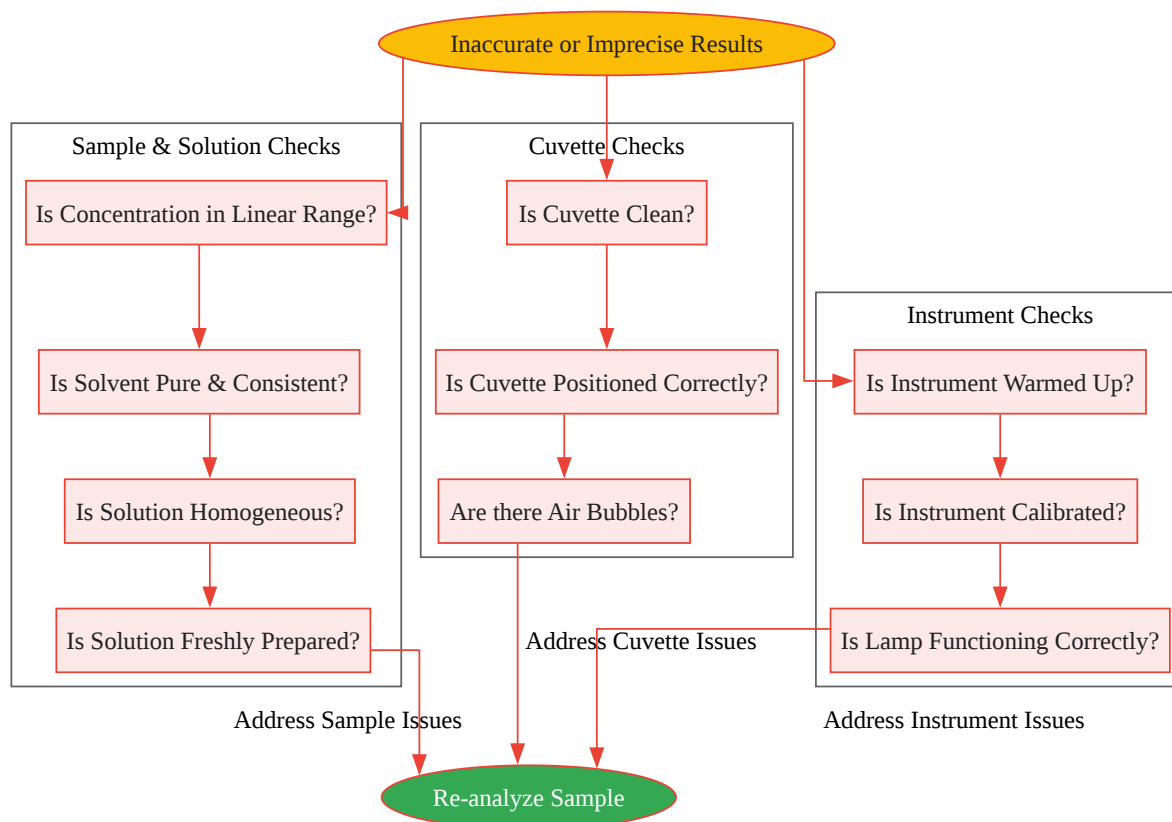 Inaccurate or Imprecise Results
Sample & Solution Checks
Is Concentration in Linear Range?
Is Solvent Pure & Consistent?
Is Solution Homogeneous?
Is Solution Freshly Prepared?
Cuvette Checks
Is Cuvette Clean?
Is Cuvette Positioned Correctly?
Are there Air Bubbles?
Instrument Checks
Is Instrument Warmed Up?
Is Instrument Calibrated?
Is Lamp Functioning Correctly?
Address Sample Issues
Address Cuvette Issues
Address Instrument Issues
Re-analyze Sample